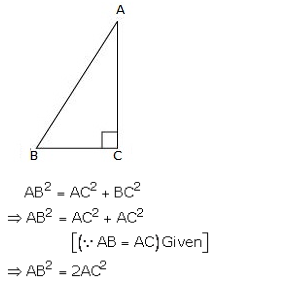 A
B
C
AB² = AC² + BC²
⇒ AB² = AC² + AC²
[(∵ AB = AC) Given]
⇒ AB² = 2AC²